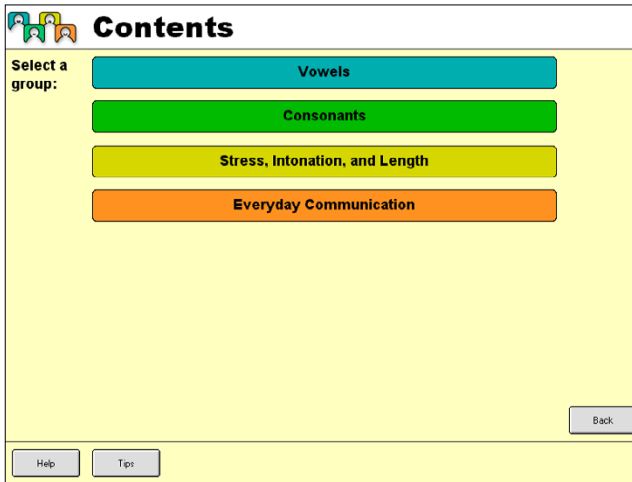 Contents
Select a
group:
Vowels
Consonants
Stress, Intonation, and Length
Everyday Communication
Back
Help
Tips